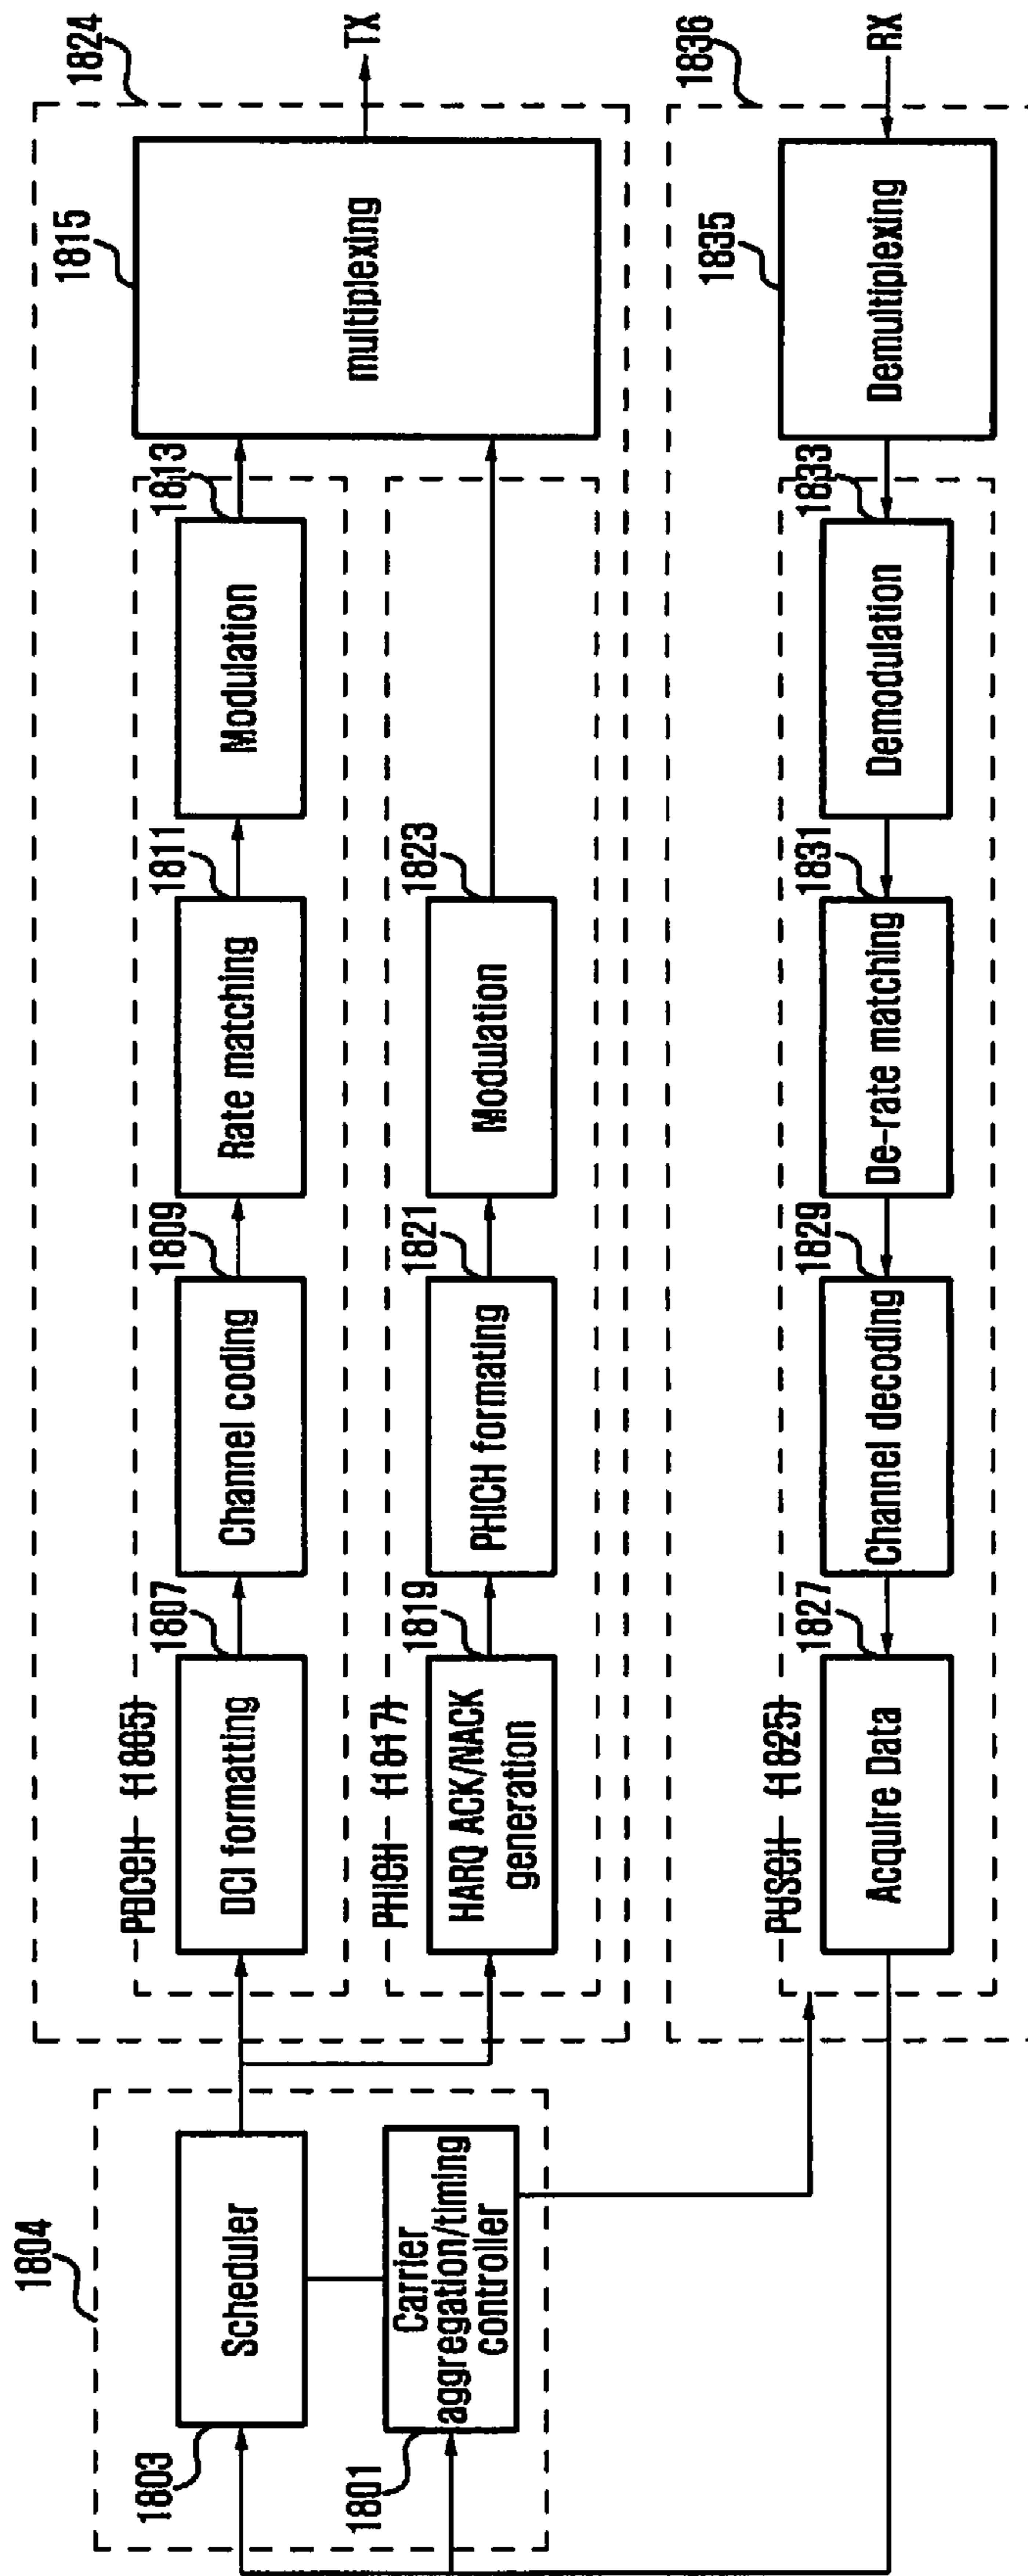 1804
1803
Scheduler
1801
Carrier
aggregation/timing
controller
1824
PDCCH (1805)
1807
DCI formatting
1809
Channel coding
1811
Rate matching
1813
Modulation
1815
multiplexing
TX
PHICH (1817)
1819
HARQ ACK/NACK
generation
1821
PHICH formating
1823
Modulation
1836
PUSCH (1825)
1827
Acquire Data
1829
Channel decoding
1831
De-rate matching
1833
Demodulation
1835
Demultiplexing
RX